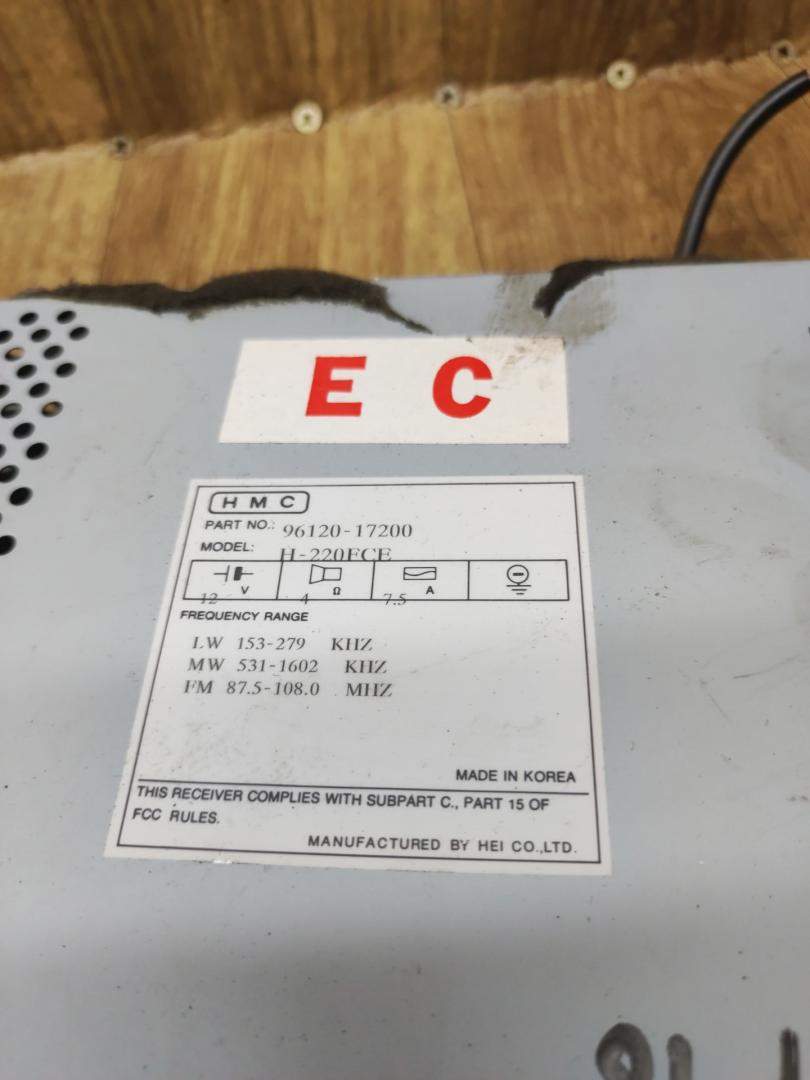 E C
HMC
PART NO.: 96120-17200
MODEL: H-220ECE
V Ω A
12 4 7.5
FREQUENCY RANGE
LW 153-279 KHZ
MW 531-1602 KHZ
FM 87.5-108.0 MHZ
MADE IN KOREA
THIS RECEIVER COMPLIES WITH SUBPART C., PART 15 OF
FCC RULES.
MANUFACTURED BY HEI CO.,LTD.